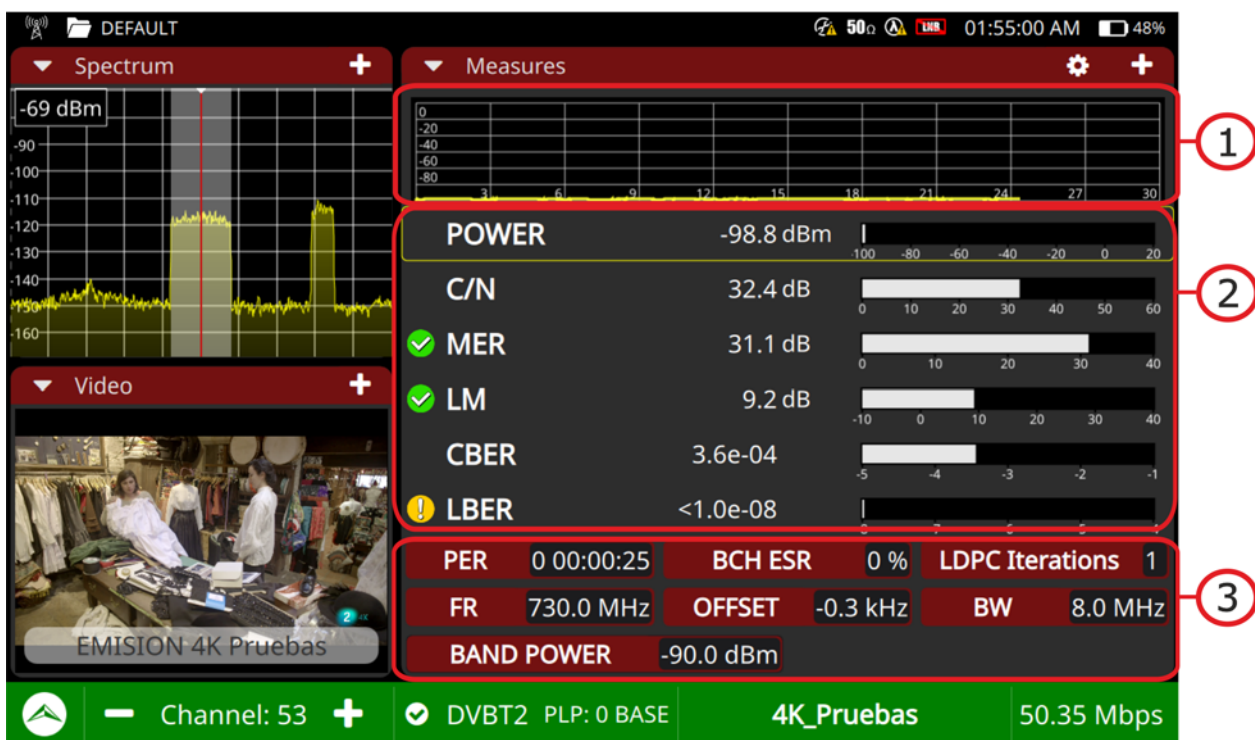 DEFAULT
50Ω LNB 01:55:00 AM 48%
Spectrum
-69 dBm
-90
-100
-110
-120
-130
-140
-150
-160
Video
2 4K
EMISION 4K Pruebas
Measures
0
-20
-40
-60
-80
3 6 9 12 15 18 21 24 27 30
1
POWER -98.8 dBm
-100 -80 -60 -40 -20 0 20
C/N 32.4 dB
0 10 20 30 40 50 60
MER 31.1 dB
0 10 20 30 40
LM 9.2 dB
-10 0 10 20 30 40
CBER 3.6e-04
-5 -4 -3 -2 -1
LBER <1.0e-08
2
PER 0 00:00:25 BCH ESR 0 % LDPC Iterations 1
FR 730.0 MHz OFFSET -0.3 kHz BW 8.0 MHz
BAND POWER -90.0 dBm
3
Channel: 53 DVBT2 PLP: 0 BASE 4K_Pruebas 50.35 Mbps